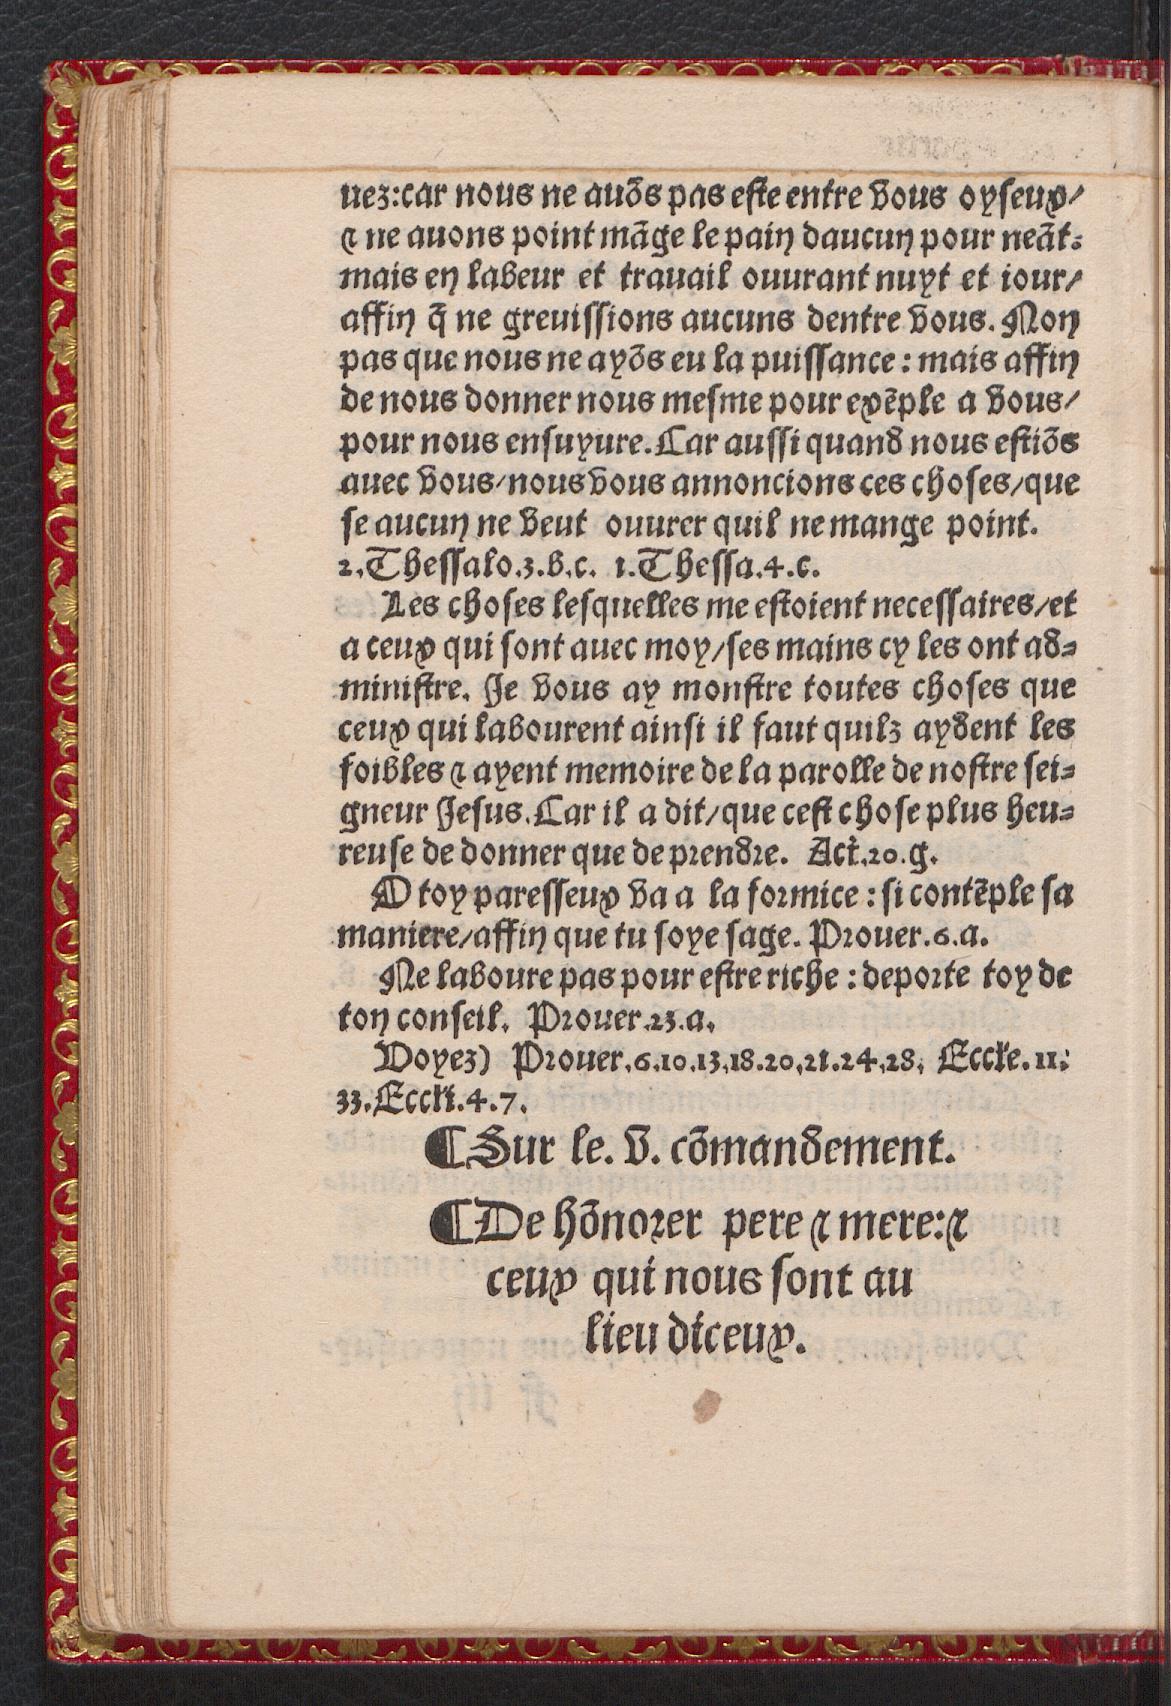 uez:car nous ne auõs pas este entre vous oyseux/
⁊ ne auons point mãge le pain daucun pour neãt:
mais en labeur et trauail ouurant nuyt et iour/
affin q̃ ne greuissions aucuns dentre vous. Non
pas que nous ne ayõs eu la puissance : mais affin
de nous donner nous mesme pour exẽple a vous/
pour nous ensuyure. Car aussi quand nous estiõs
auec vous/nous vous annoncions ces choses/que
se aucun ne veut ouurer quil ne mange point.
2.Thessalo.3.b.c. 1.Thessa.4.c.
Les choses lesquelles me estoient necessaires/et
a ceux qui sont auec moy/ses mains cy les ont ad=
ministre. Je vous ay monstre toutes choses que
ceux qui labourent ainsi il faut quilz aydent les
foibles ⁊ ayent memoire de la parolle de nostre sei=
gneur Jesus. Car il a dit/que cest chose plus heu=
reuse de donner que de prendre. Act.20.g.
O toy paresseux va a la formice : si contẽple sa
maniere/affin que tu soye sage. Prouer.6.a.
Ne laboure pas pour estre riche : deporte toy de
ton conseil. Prouer.23.a.
Voyez) Prouer.6.10.13.18.20.21.24.28. Eccle.11:
33.Eccli.4.7.
¶Sur le. v. cõmandement.
¶De hõnorer pere ⁊ mere:⁊
ceux qui nous sont au
lieu diceux.